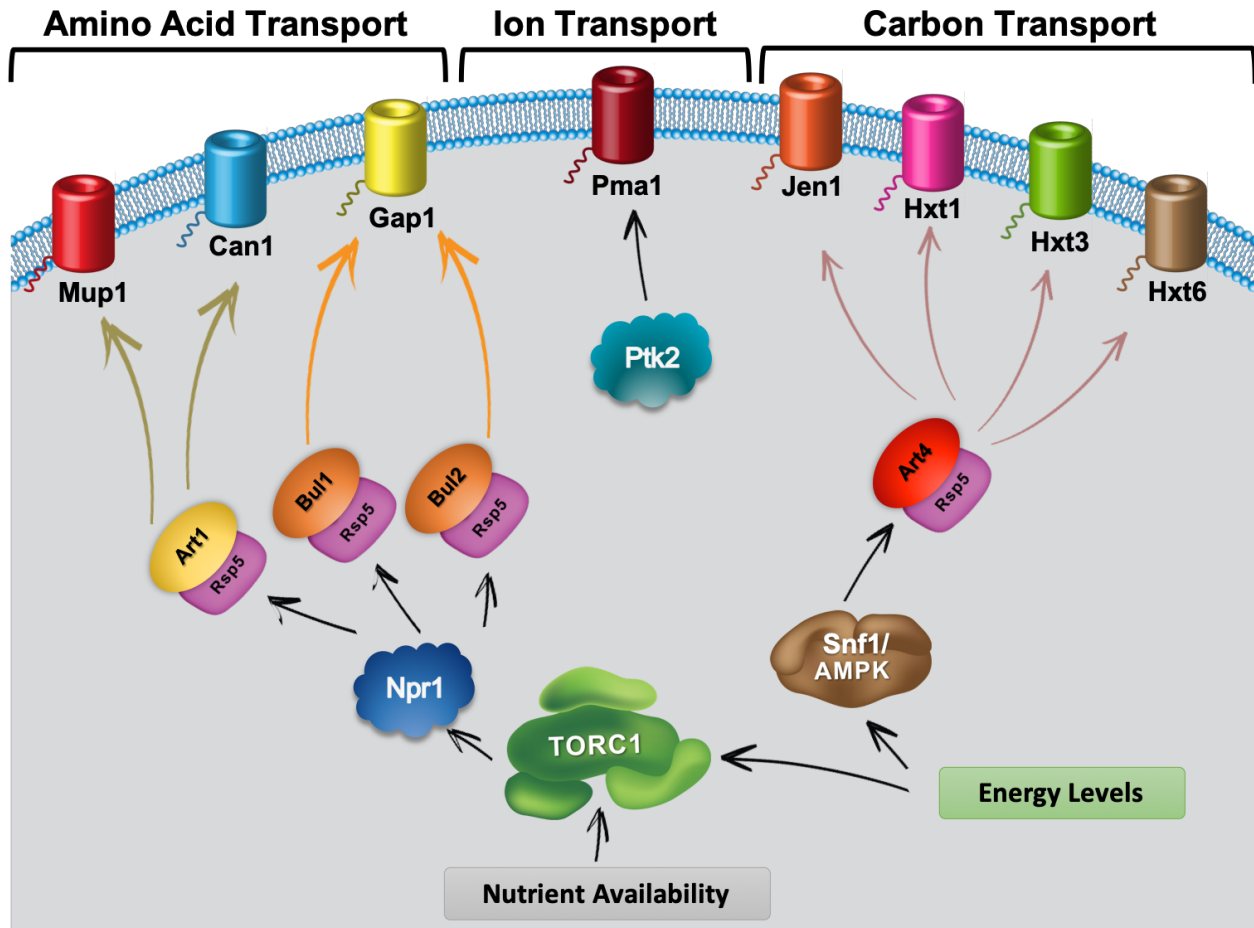 Amino Acid Transport
Ion Transport
Carbon Transport
Mup1
Can1
Gap1
Pma1
Jen1
Hxt1
Hxt3
Hxt6
Ptk2
Art1
Rsp5
Bul1
Rsp5
Bul2
Rsp5
Art4
Rsp5
Npr1
TORC1
Snf1/
AMPK
Energy Levels
Nutrient Availability